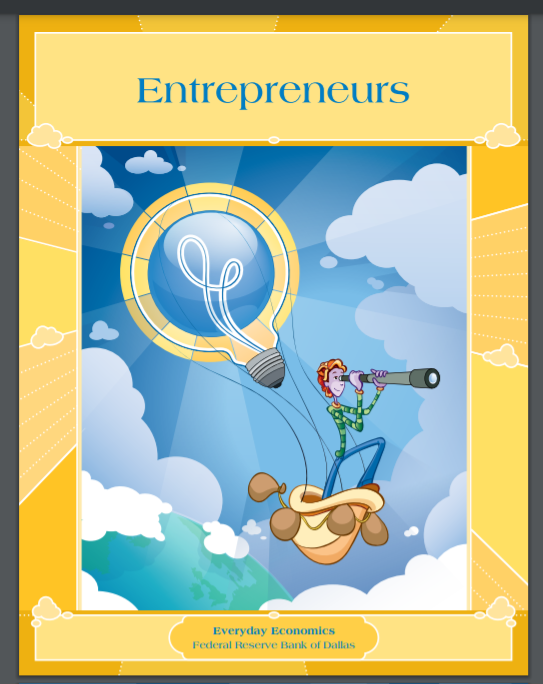 Entrepreneurs
Everyday Economics
Federal Reserve Bank of Dallas